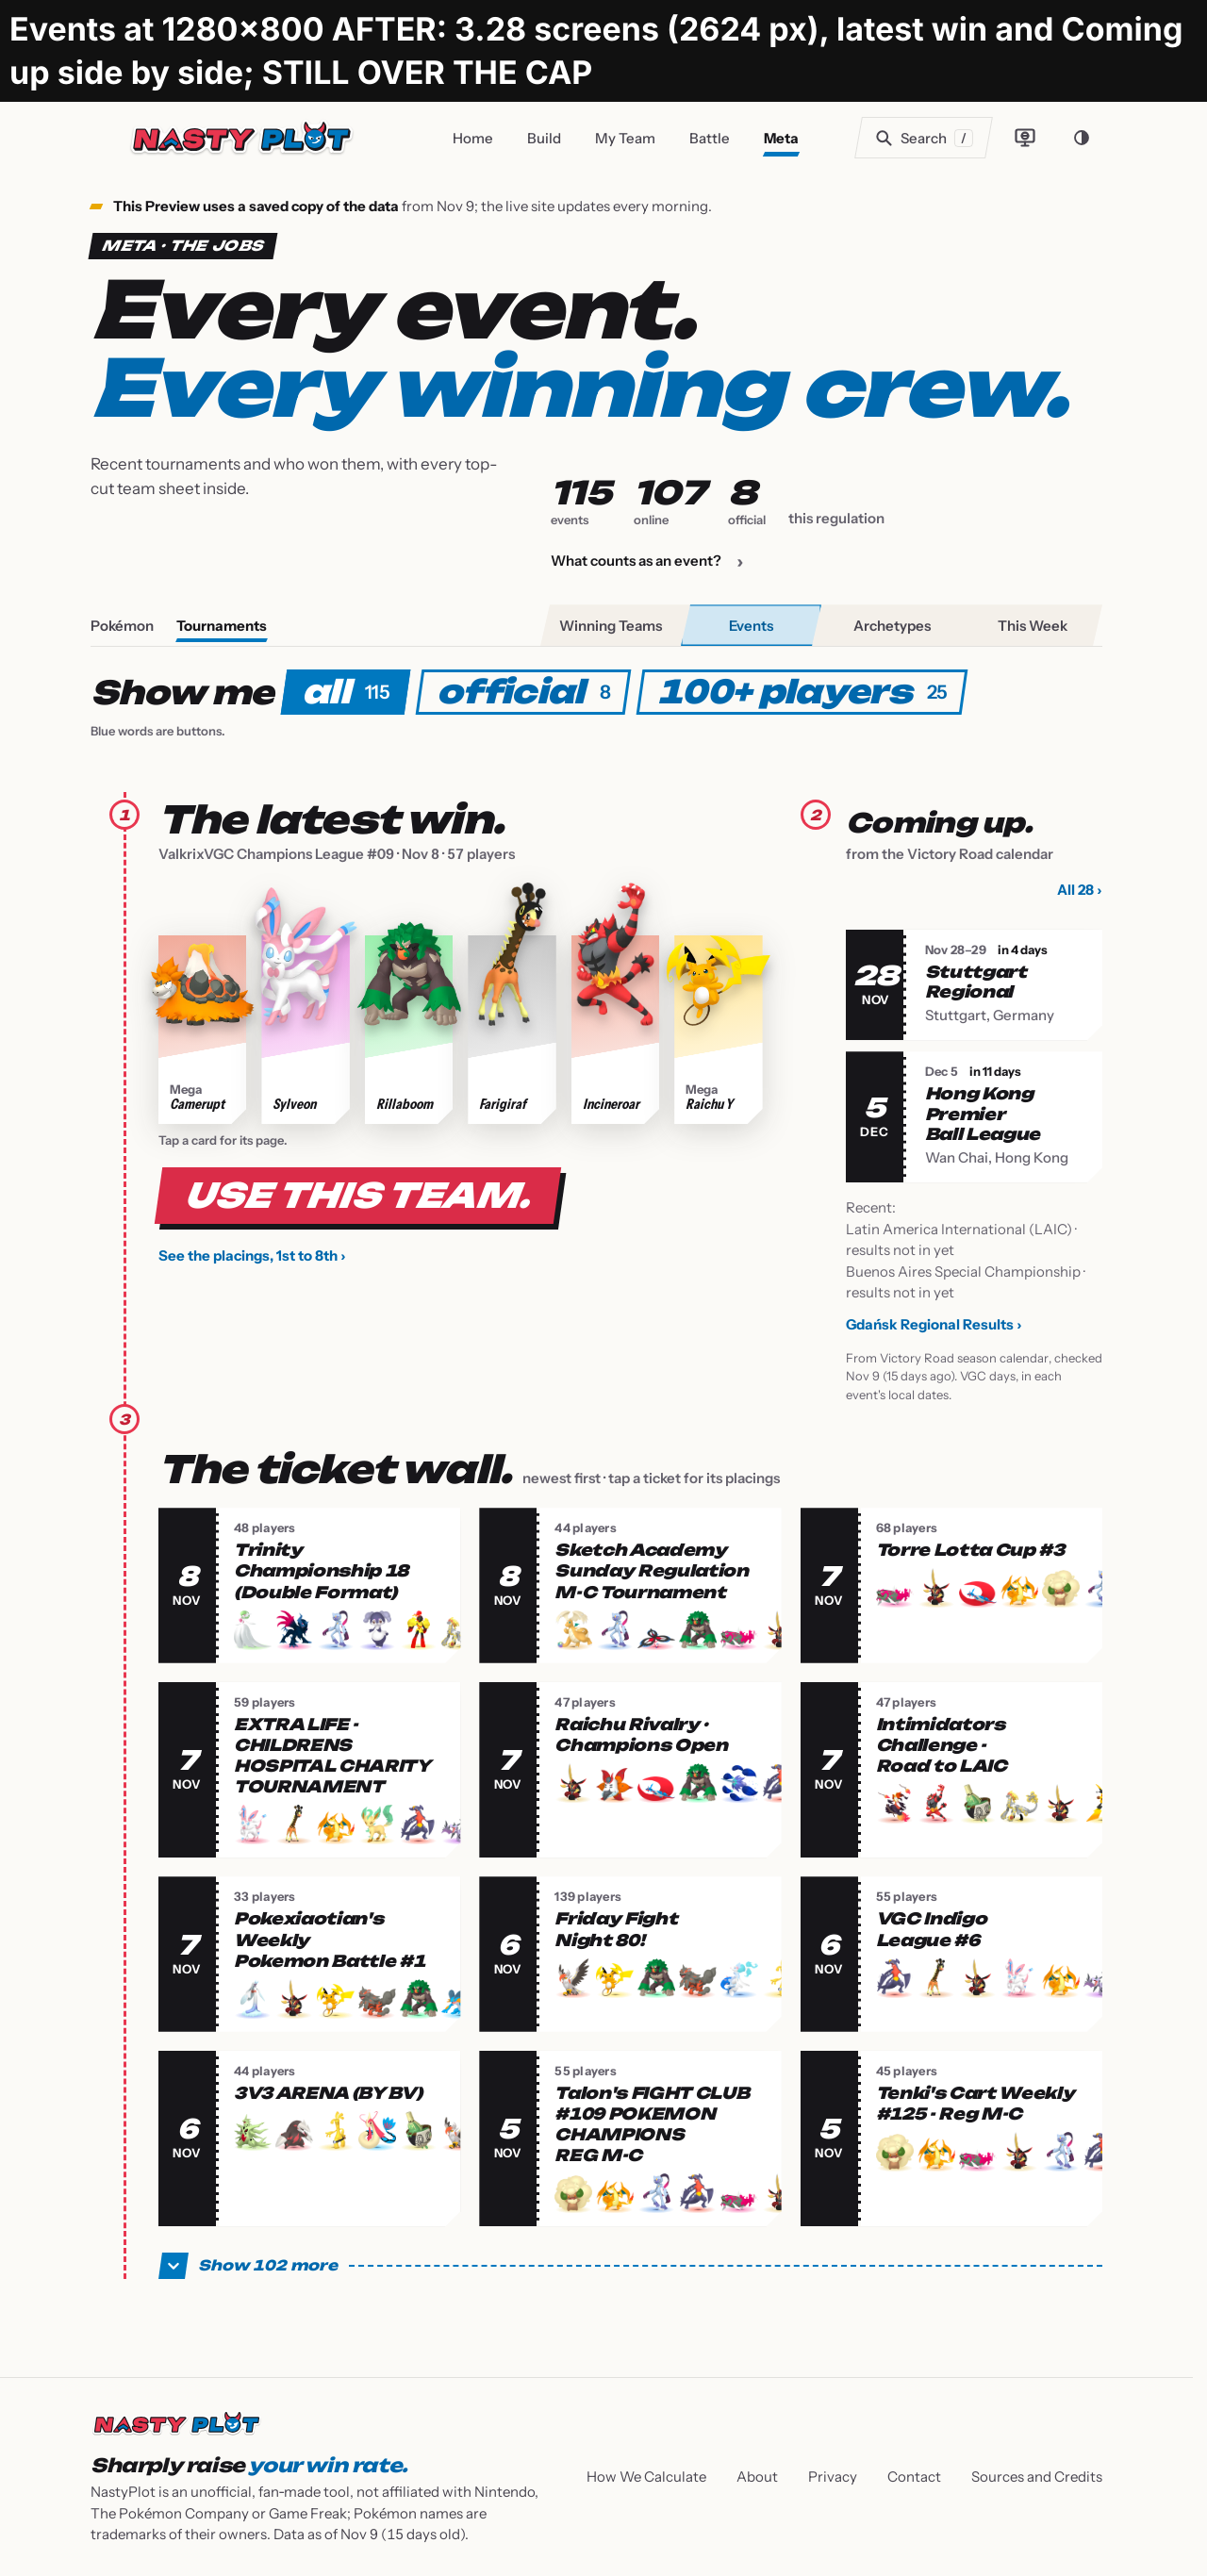 Events at 1280×800 AFTER: 3.28 screens (2624 px), latest win and Coming
up side by side; STILL OVER THE CAP
NASTY PLOT
Home
Build
My Team
Battle
Meta
Search /
This Preview uses a saved copy of the data from Nov 9; the live site updates every morning.
META · THE JOBS
Every event.
Every winning crew.
Recent tournaments and who won them, with every top-
cut team sheet inside.
115 107 8
events online official this regulation
What counts as an event? ›
Pokémon Tournaments
Winning Teams Events Archetypes This Week
Show me all 115 official 8 100+ players 25
Blue words are buttons.
1
The latest win.
ValkrixVGC Champions League #09 · Nov 8 · 57 players
Mega
Camerupt
Sylveon
Rillaboom
Farigiraf
Incineroar
Mega
Raichu Y
Tap a card for its page.
USE THIS TEAM.
See the placings, 1st to 8th ›
2
Coming up.
from the Victory Road calendar
All 28 ›
28
NOV
Nov 28–29 in 4 days
Stuttgart
Regional
Stuttgart, Germany
5
DEC
Dec 5 in 11 days
Hong Kong
Premier
Ball League
Wan Chai, Hong Kong
Recent:
Latin America International (LAIC) ·
results not in yet
Buenos Aires Special Championship ·
results not in yet
Gdańsk Regional Results ›
From Victory Road season calendar, checked
Nov 9 (15 days ago). VGC days, in each
event's local dates.
3
The ticket wall. newest first · tap a ticket for its placings
8
NOV
48 players
Trinity
Championship 18
(Double Format)
8
NOV
44 players
Sketch Academy
Sunday Regulation
M-C Tournament
7
NOV
68 players
Torre Lotta Cup #3
7
NOV
59 players
EXTRA LIFE -
CHILDRENS
HOSPITAL CHARITY
TOURNAMENT
7
NOV
47 players
Raichu Rivalry ·
Champions Open
7
NOV
47 players
Intimidators
Challenge -
Road to LAIC
7
NOV
33 players
Pokexiaotian's
Weekly
Pokemon Battle #1
6
NOV
139 players
Friday Fight
Night 80!
6
NOV
55 players
VGC Indigo
League #6
6
NOV
44 players
3V3 ARENA (BY BV)
5
NOV
55 players
Talon's FIGHT CLUB
#109 POKEMON
CHAMPIONS
REG M-C
5
NOV
45 players
Tenki's Cart Weekly
#125 - Reg M-C
Show 102 more
NASTY PLOT
Sharply raise your win rate.
NastyPlot is an unofficial, fan-made tool, not affiliated with Nintendo,
The Pokémon Company or Game Freak; Pokémon names are
trademarks of their owners. Data as of Nov 9 (15 days old).
How We Calculate
About
Privacy
Contact
Sources and Credits